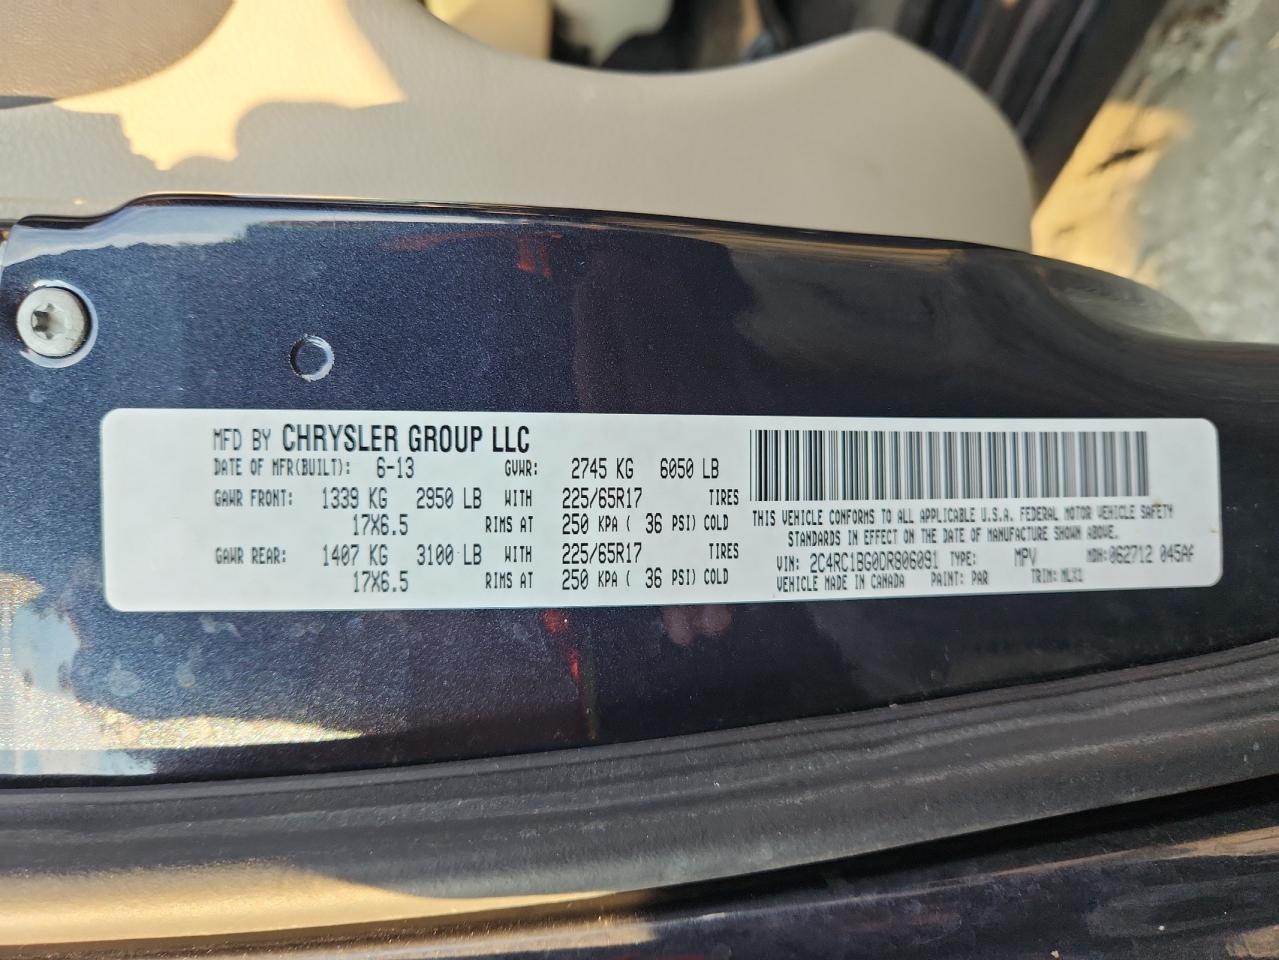 MFD BY CHRYSLER GROUP LLC
DATE OF MFR(BUILT): 6-13 GVWR: 2745 KG 6050 LB
GAWR FRONT: 1339 KG 2950 LB WITH 225/65R17 TIRES
17X6.5 RIMS AT 250 KPA ( 36 PSI) COLD
GAWR REAR: 1407 KG 3100 LB WITH 225/65R17 TIRES
17X6.5 RIMS AT 250 KPA ( 36 PSI) COLD
THIS VEHICLE CONFORMS TO ALL APPLICABLE U.S.A. FEDERAL MOTOR VEHICLE SAFETY
STANDARDS IN EFFECT ON THE DATE OF MANUFACTURE SHOWN ABOVE.
VIN: 2C4RC1BG0DR806091 TYPE: MPV MDH: 062712 045AF
VEHICLE MADE IN CANADA PAINT: PAR TRIM: MLX1